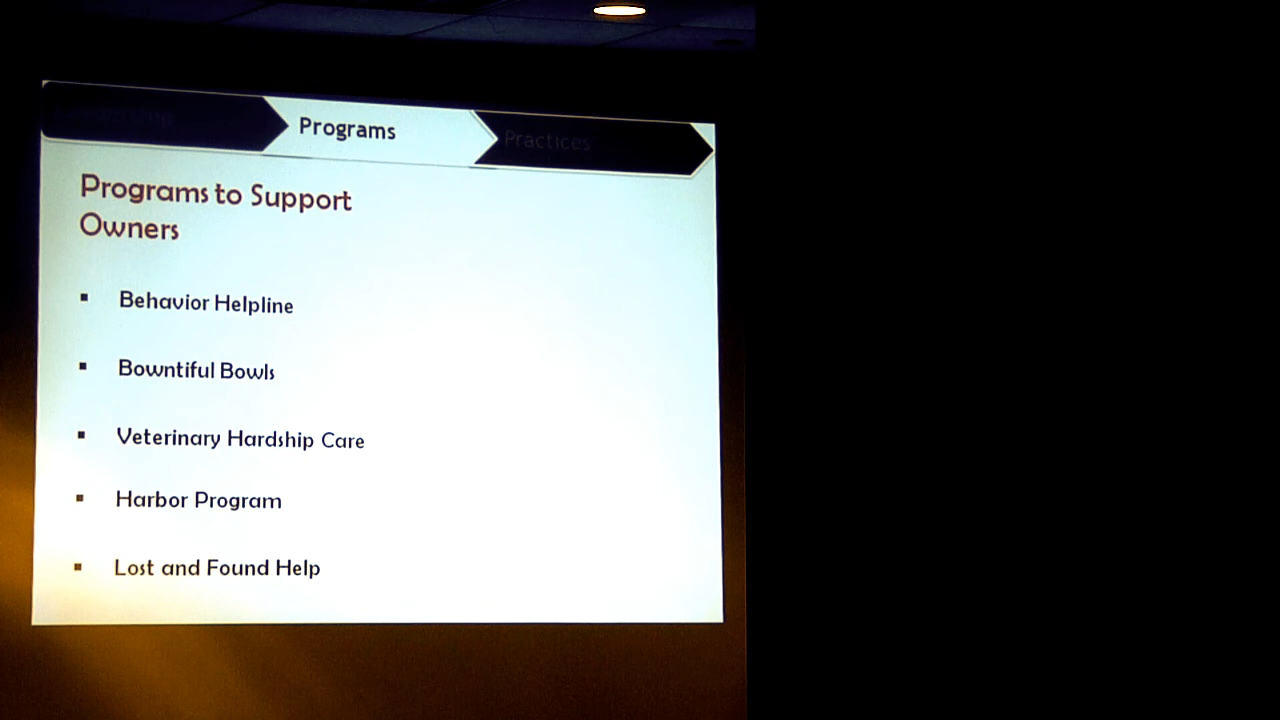 Programs
Practices
Programs to Support
Owners
▪ Behavior Helpline
▪ Bowntiful Bowls
▪ Veterinary Hardship Care
▪ Harbor Program
▪ Lost and Found Help